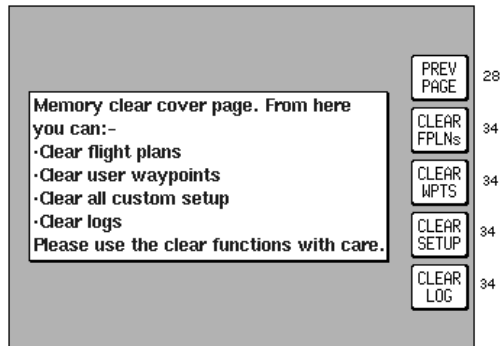 Memory clear cover page. From here
you can:-
·Clear flight plans
·Clear user waypoints
·Clear all custom setup
·Clear logs
Please use the clear functions with care.
PREV
PAGE
28
CLEAR
FPLNs
34
CLEAR
WPTS
34
CLEAR
SETUP
34
CLEAR
LOG
34